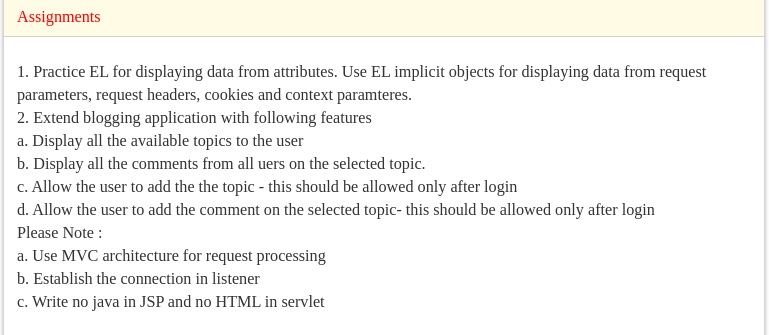 Assignments
1. Practice EL for displaying data from attributes. Use EL implicit objects for displaying data from request
parameters, request headers, cookies and context paramteres.
2. Extend blogging application with following features
a. Display all the available topics to the user
b. Display all the comments from all uers on the selected topic.
c. Allow the user to add the the topic - this should be allowed only after login
d. Allow the user to add the comment on the selected topic- this should be allowed only after login
Please Note :
a. Use MVC architecture for request processing
b. Establish the connection in listener
c. Write no java in JSP and no HTML in servlet